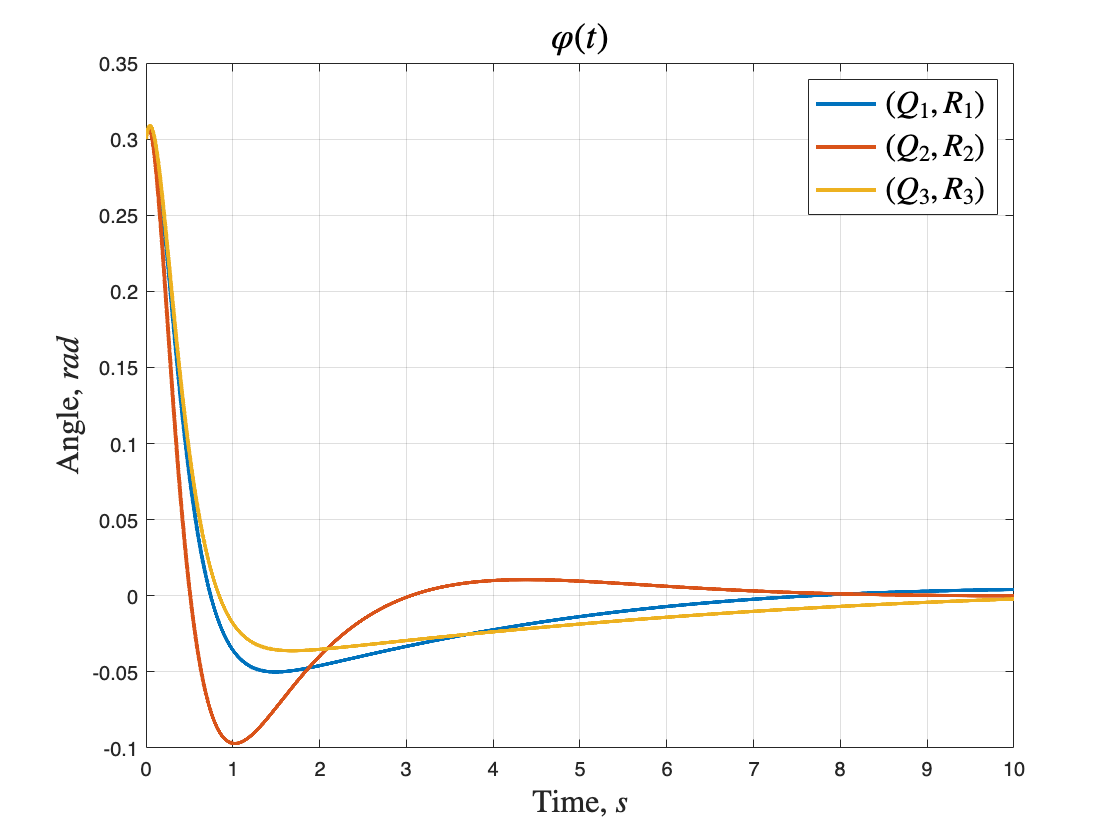 φ(t)
0.35
0.3
0.25
0.2
0.15
0.1
0.05
0
-0.05
-0.1
Angle, rad
(Q₁, R₁)
(Q₂, R₂)
(Q₃, R₃)
0 1 2 3 4 5 6 7 8 9 10
Time, s